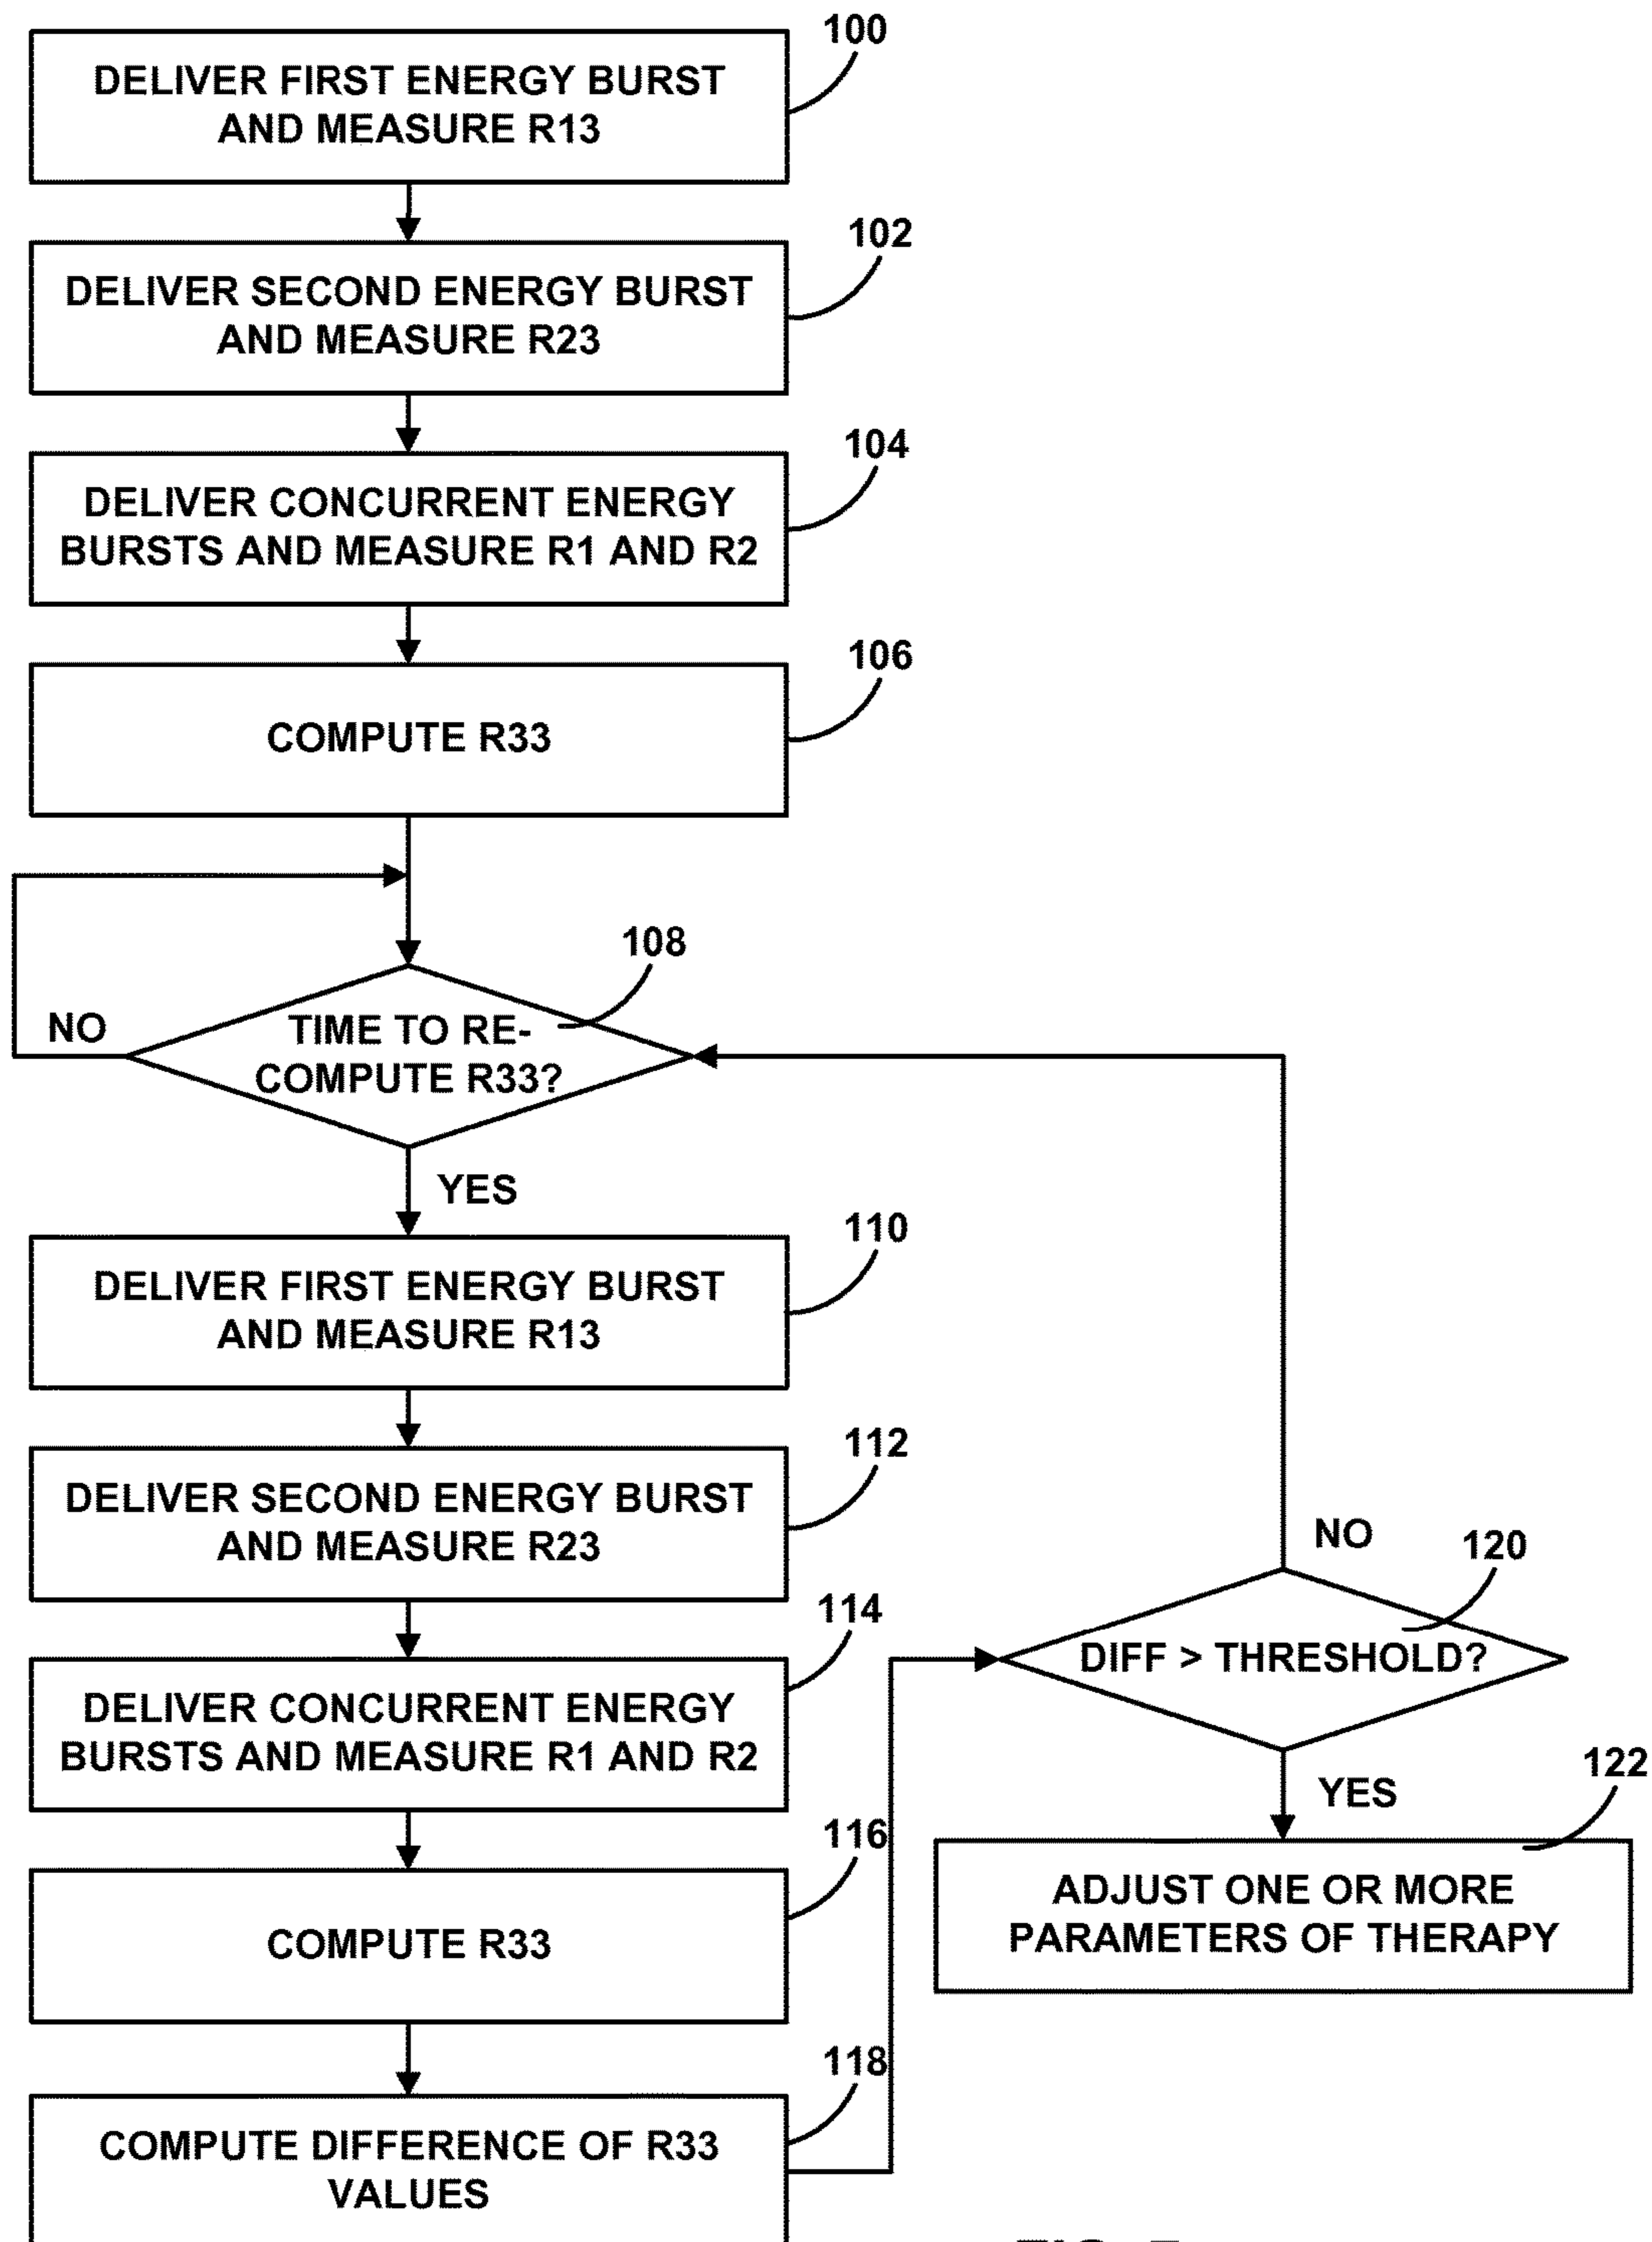 100
DELIVER FIRST ENERGY BURST
AND MEASURE R13
102
DELIVER SECOND ENERGY BURST
AND MEASURE R23
104
DELIVER CONCURRENT ENERGY
BURSTS AND MEASURE R1 AND R2
106
COMPUTE R33
108
NO
TIME TO RE-
COMPUTE R33?
YES
110
DELIVER FIRST ENERGY BURST
AND MEASURE R13
112
DELIVER SECOND ENERGY BURST
AND MEASURE R23
114
DELIVER CONCURRENT ENERGY
BURSTS AND MEASURE R1 AND R2
116
COMPUTE R33
118
COMPUTE DIFFERENCE OF R33
VALUES
NO
120
DIFF > THRESHOLD?
YES
122
ADJUST ONE OR MORE
PARAMETERS OF THERAPY